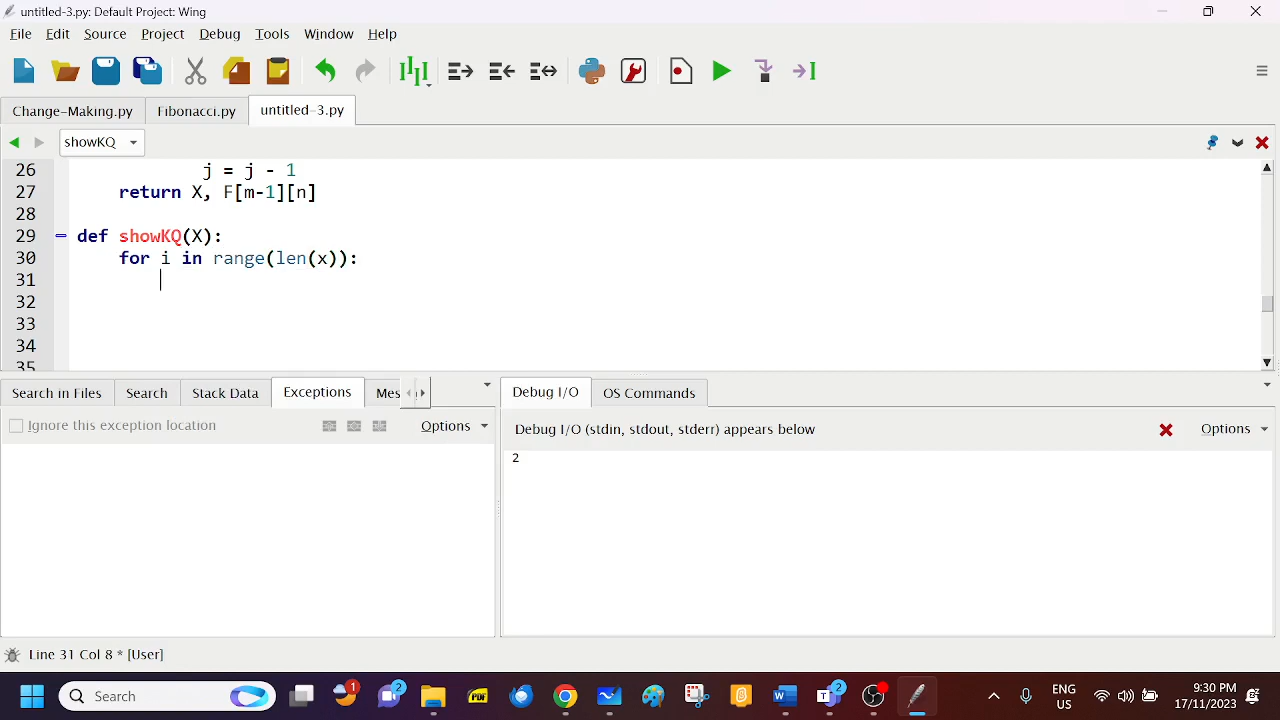 untitled-3.py: Default Project: Wing
File Edit Source Project Debug Tools Window Help
Change-Making.py Fibonacci.py untitled-3.py
showKQ
26 j = j - 1
27 return X, F[m-1][n]
28
29 def showKQ(X):
30 for i in range(len(x)):
31
32
33
34
35
Search in Files Search Stack Data Exceptions Mes
Debug I/O OS Commands
Ignore this exception location Options
Debug I/O (stdin, stdout, stderr) appears below Options
2
Line 31 Col 8 * [User]
Search
1
2
PDF
2
ENG
US
9:30 PM
17/11/2023